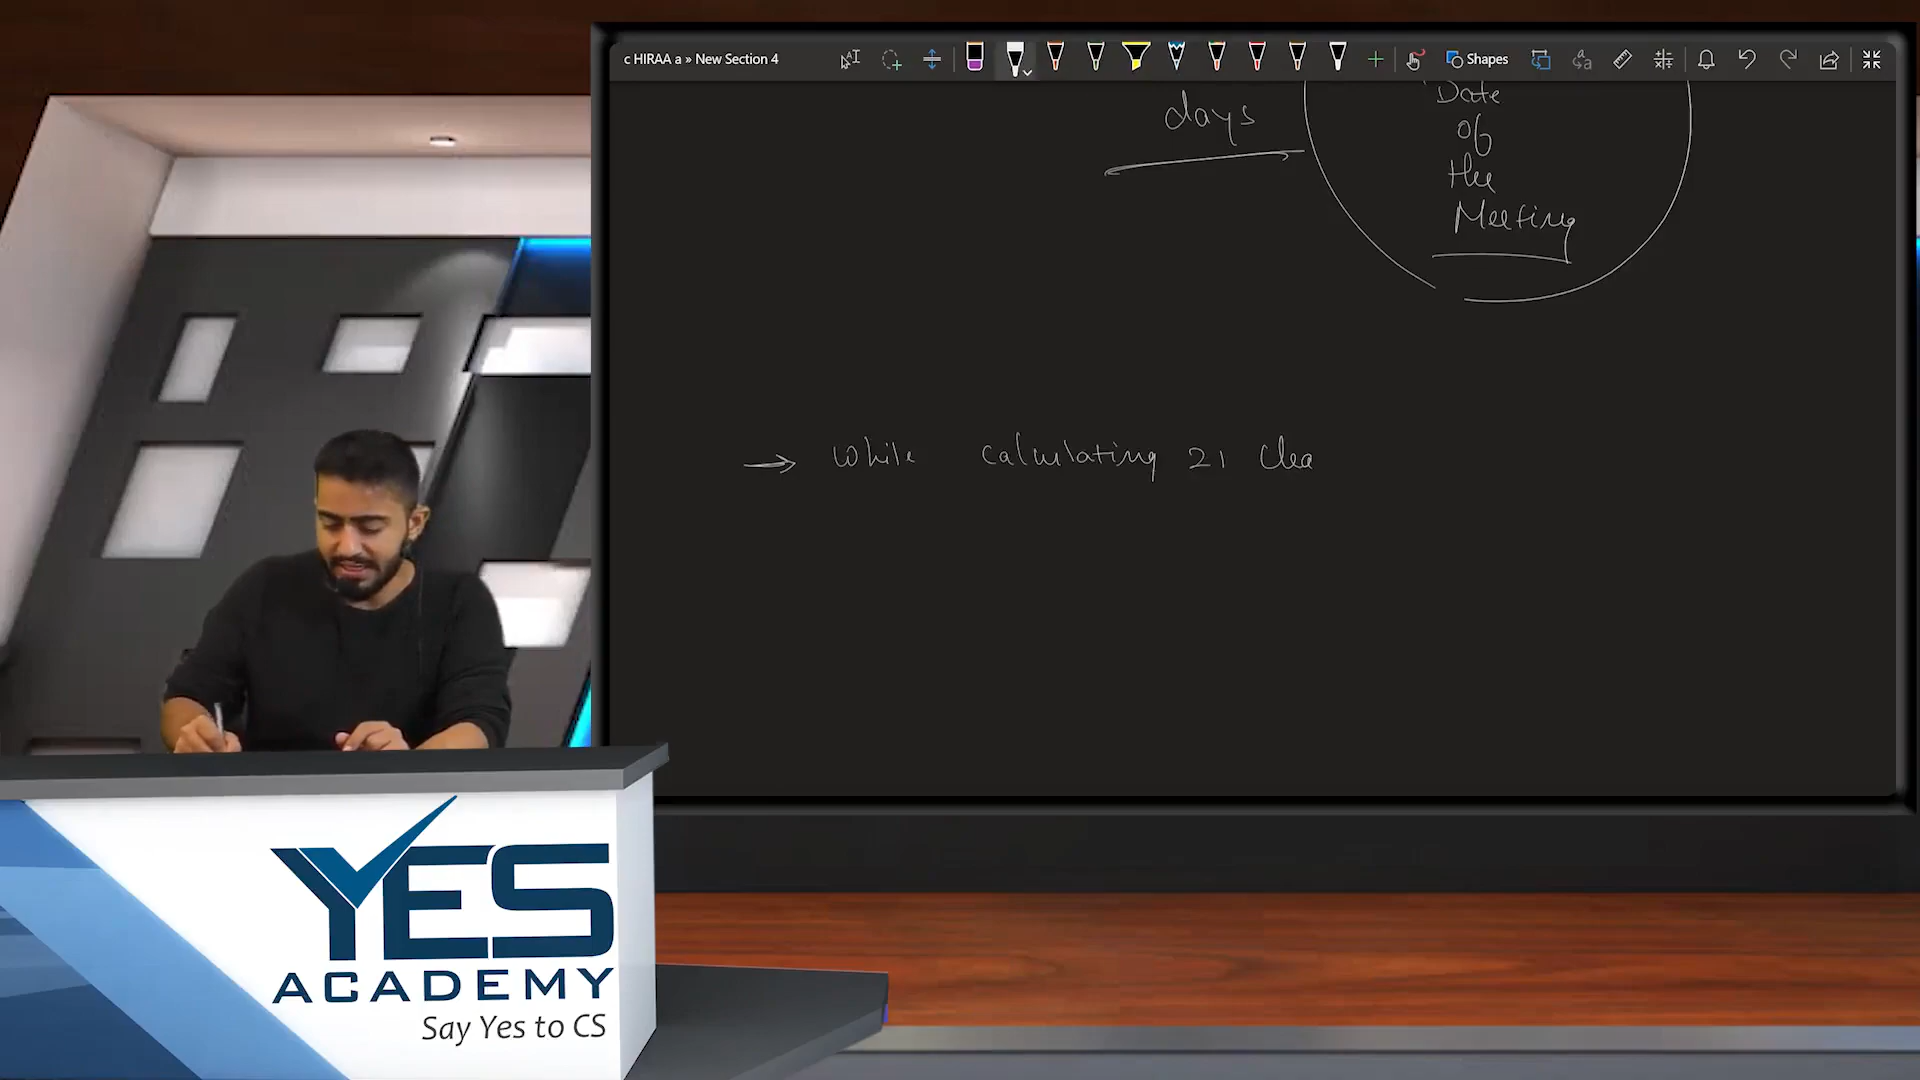 c HIRAA a » New Section 4
Shapes
days
Date
of
the
Meeting
→ While calculating 21 Clea
YES
ACADEMY
Say Yes to CS